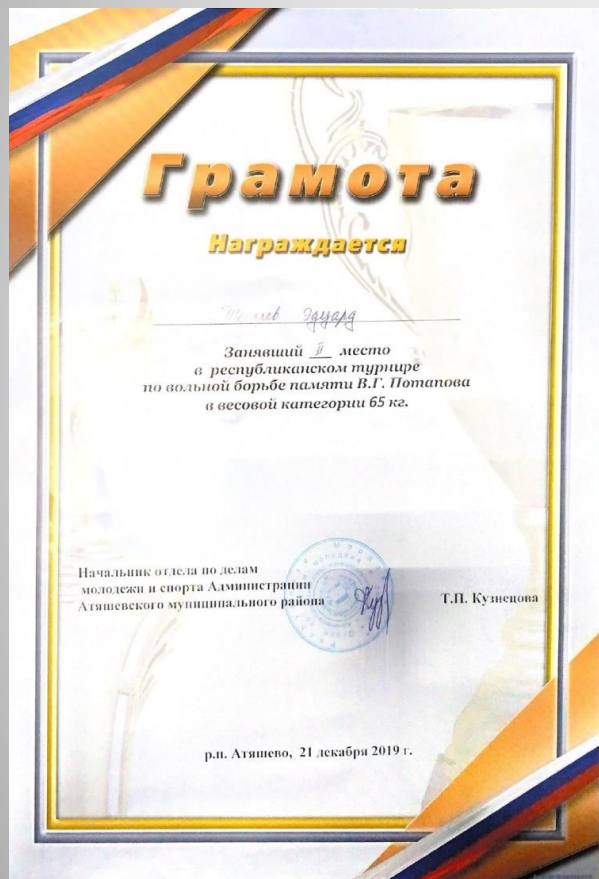 Грамота
Награждается
Эдуард
Занявший II место
в республиканском турнире
по вольной борьбе памяти В.Г. Потапова
в весовой категории 65 кг.
Начальник отдела по делам
молодежи и спорта Администрации
Атяшевского муниципального района
Т.П. Кузнецова
р.п. Атяшево, 21 декабря 2019 г.